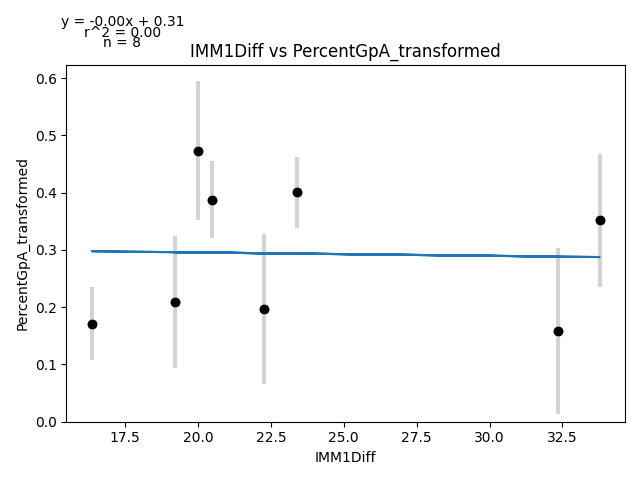 y = -0.00x + 0.31
r^2 = 0.00
n = 8
IMM1Diff vs PercentGpA_transformed
0.6
0.5
0.4
0.3
0.2
0.1
0.0
PercentGpA_transformed
17.5 20.0 22.5 25.0 27.5 30.0 32.5
IMM1Diff